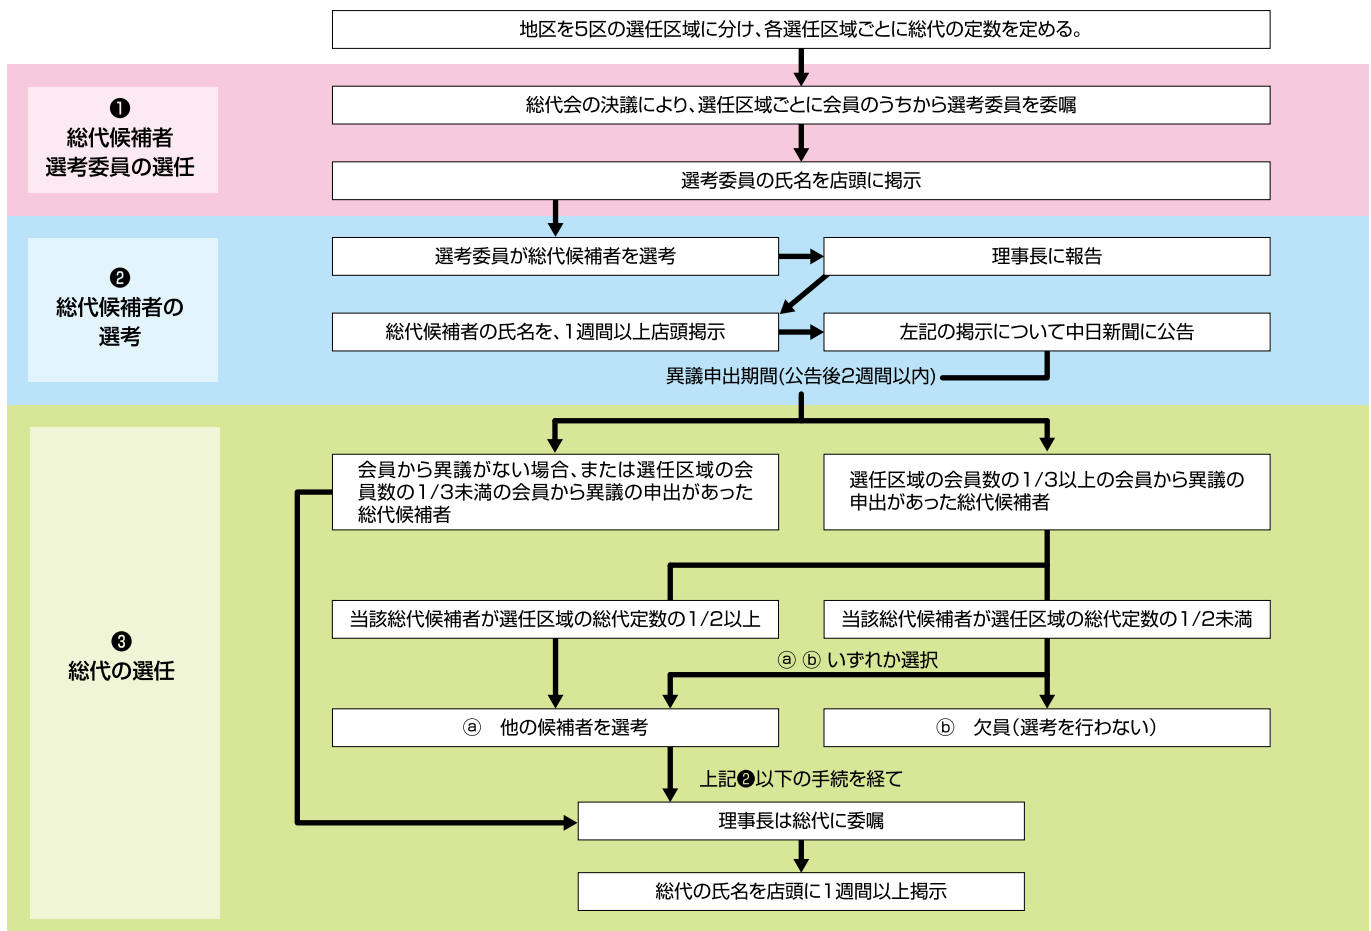 地区を5区の選任区域に分け、各選任区域ごとに総代の定数を定める。
❶
総代候補者
選考委員の選任
総代会の決議により、選任区域ごとに会員のうちから選考委員を委嘱
選考委員の氏名を店頭に掲示
❷
総代候補者の
選考
選考委員が総代候補者を選考
理事長に報告
総代候補者の氏名を、1週間以上店頭掲示
左記の掲示について中日新聞に公告
異議申出期間(公告後2週間以内)
❸
総代の選任
会員から異議がない場合、または選任区域の会
員数の1/3未満の会員から異議の申出があった
総代候補者
選任区域の会員数の1/3以上の会員から異議の
申出があった総代候補者
当該総代候補者が選任区域の総代定数の1/2以上
当該総代候補者が選任区域の総代定数の1/2未満
ⓐ ⓑ いずれか選択
ⓐ　他の候補者を選考
ⓑ　欠員(選考を行わない)
上記❷以下の手続を経て
理事長は総代に委嘱
総代の氏名を店頭に1週間以上掲示